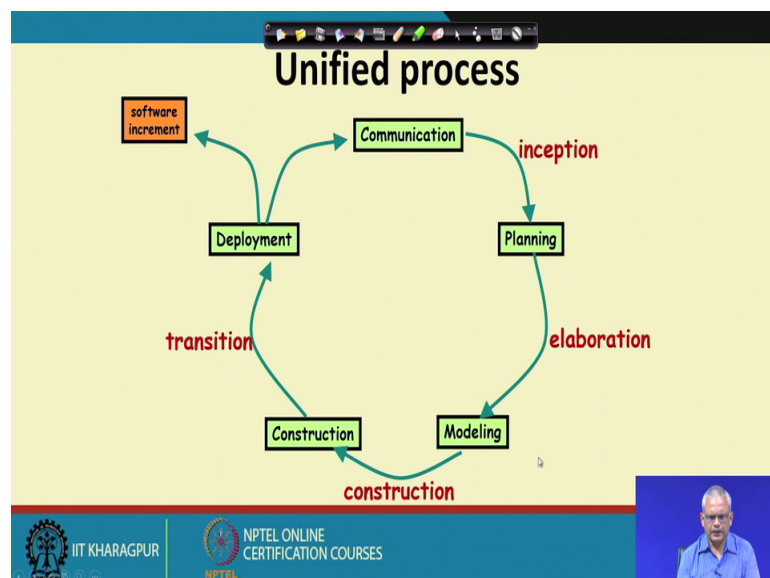 Unified process
software
increment
Communication
inception
Deployment
Planning
transition
elaboration
Construction
Modeling
construction
IIT KHARAGPUR
NPTEL ONLINE
CERTIFICATION COURSES
NPTEL